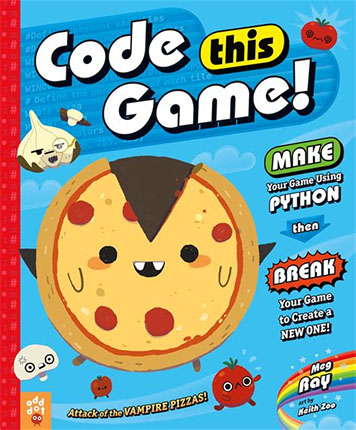 Code this
Game!
MAKE
Your Game Using
PYTHON
then
BREAK
Your Game
to Create a
NEW ONE!
Meg
Ray
art by
Keith Zoo
Attack of the VAMPIRE PIZZAS!
odd
dot